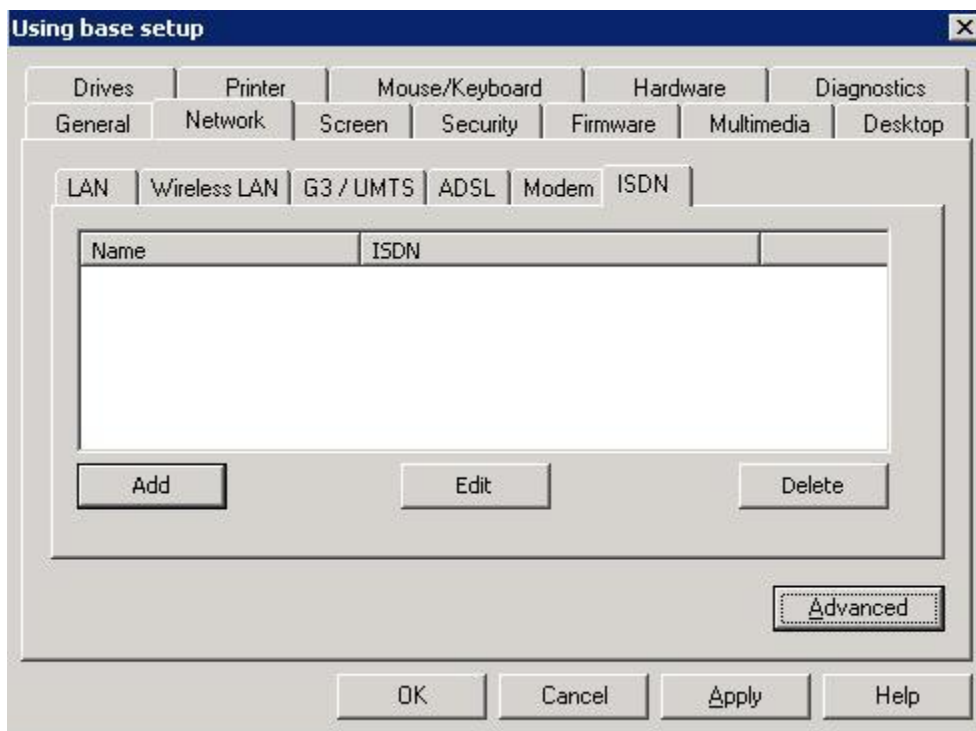 Using base setup
Drives Printer Mouse/Keyboard Hardware Diagnostics
General Network Screen Security Firmware Multimedia Desktop
LAN Wireless LAN G3 / UMTS ADSL Modem ISDN
Name ISDN
Add Edit Delete
Advanced
OK Cancel Apply Help